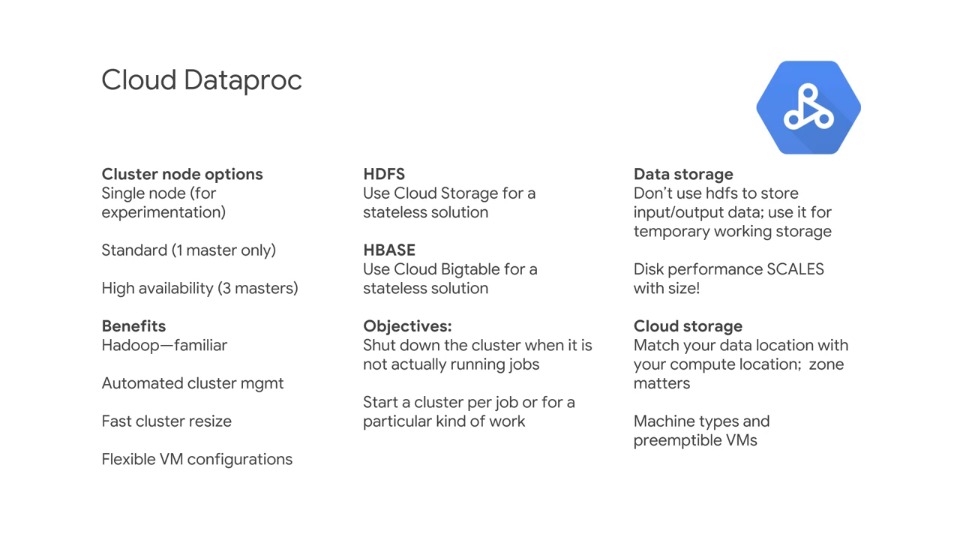 Cloud Dataproc
Cluster node options
Single node (for
experimentation)
Standard (1 master only)
High availability (3 masters)
Benefits
Hadoop—familiar
Automated cluster mgmt
Fast cluster resize
Flexible VM configurations
HDFS
Use Cloud Storage for a
stateless solution
HBASE
Use Cloud Bigtable for a
stateless solution
Objectives:
Shut down the cluster when it is
not actually running jobs
Start a cluster per job or for a
particular kind of work
Data storage
Don’t use hdfs to store
input/output data; use it for
temporary working storage
Disk performance SCALES
with size!
Cloud storage
Match your data location with
your compute location;  zone
matters
Machine types and
preemptible VMs